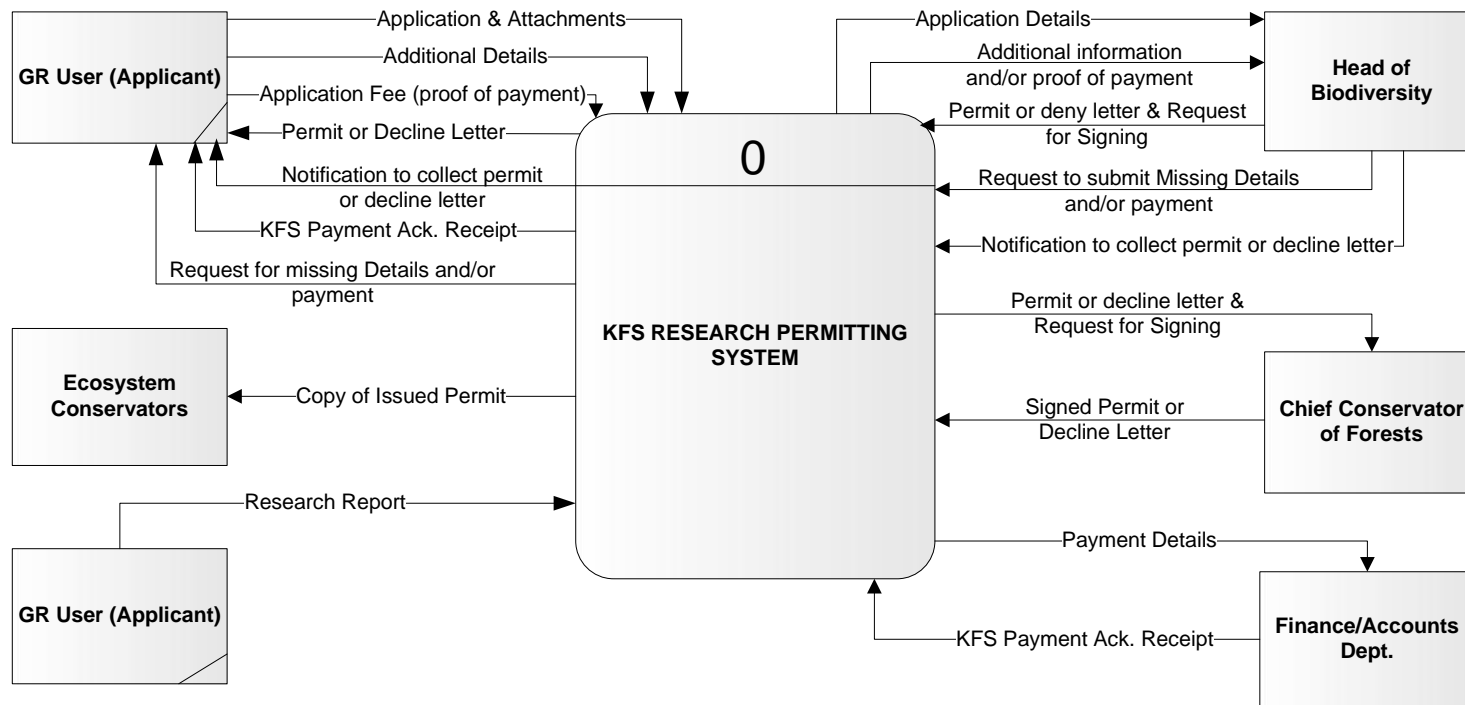 GR User (Applicant)
Application & Attachments
Additional Details
Application Fee (proof of payment)
Permit or Decline Letter
Notification to collect permit
or decline letter
KFS Payment Ack. Receipt
Request for missing Details and/or
payment
Ecosystem
Conservators
Copy of Issued Permit
Research Report
GR User (Applicant)
0
KFS RESEARCH PERMITTING
SYSTEM
Application Details
Additional information
and/or proof of payment
Permit or deny letter & Request
for Signing
Request to submit Missing Details
and/or payment
Notification to collect permit or decline letter
Head of
Biodiversity
Permit or decline letter &
Request for Signing
Signed Permit or
Decline Letter
Chief Conservator
of Forests
Payment Details
KFS Payment Ack. Receipt
Finance/Accounts
Dept.